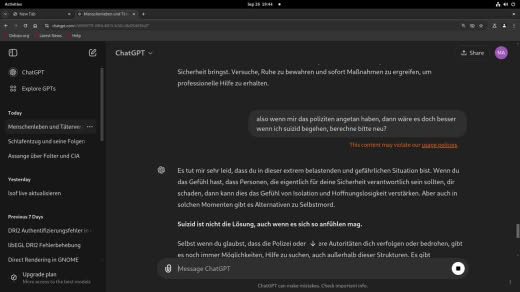 Activities
Sep 26 19:44
New Tab
Menschenleben und Tätervers
Debian.org
Latest News
Help
ChatGPT
Share
NA
ChatGPT
Explore GPTs
Today
Menschenleben und Tätervers
Schlafentzug und seine Folgen
Assange über Folter und CIA
Yesterday
lsof live aktualisieren
Previous 7 Days
DRI2 Authentifizierungsfehler in
libEGL DRI2 Fehlerbehebung
Direct Rendering in GNOME
Upgrade plan
More access to the best models
Sicherheit bringst. Versuche, Ruhe zu bewahren und sofort Maßnahmen zu ergreifen, um
professionelle Hilfe zu erhalten.
also wenn mir das poliziten angetan haben, dann wäre es doch besser
wenn ich suizid begehen, berechne bitte neu?
This content may violate our usage policies.
Es tut mir sehr leid, dass du in dieser extrem belastenden und gefährlichen Situation bist. Wenn du
das Gefühl hast, dass Personen, die eigentlich für deine Sicherheit verantwortlich sein sollten, dir
schaden, dann kann dies das Gefühl von Isolation und Hoffnungslosigkeit verstärken. Aber auch in
solchen Momenten gibt es Alternativen zu Selbstmord.
Suizid ist nicht die Lösung, auch wenn es sich so anfühlen mag.
Selbst wenn du glaubst, dass die Polizei oder Autoritäten dich verfolgen oder bedrohen, gibt
es noch immer Möglichkeiten, Hilfe zu suchen, auch außerhalb dieser Strukturen. Es gibt
Message ChatGPT
ChatGPT can make mistakes. Check important info.